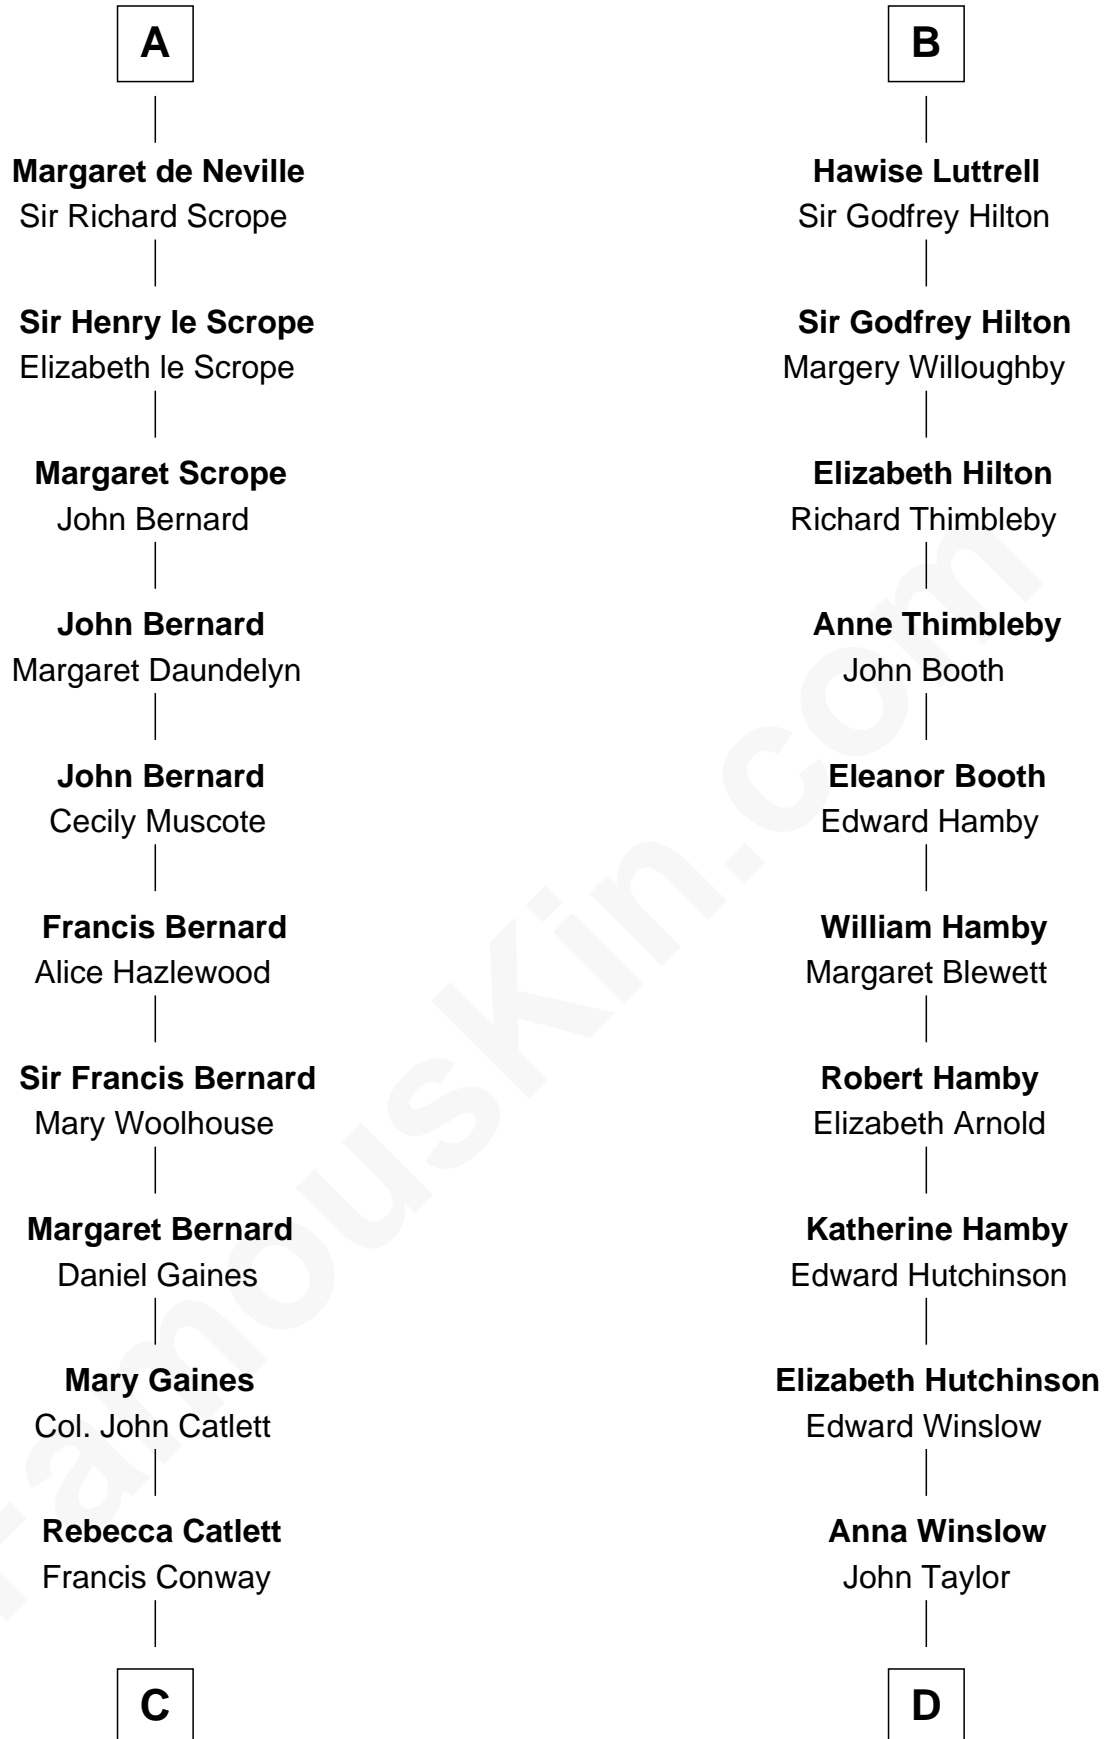 A
Margaret de Neville
Sir Richard Scrope
Sir Henry le Scrope
Elizabeth le Scrope
Margaret Scrope
John Bernard
John Bernard
Margaret Daundelyn
John Bernard
Cecily Muscote
Francis Bernard
Alice Hazlewood
Sir Francis Bernard
Mary Woolhouse
Margaret Bernard
Daniel Gaines
Mary Gaines
Col. John Catlett
Rebecca Catlett
Francis Conway
C
B
Hawise Luttrell
Sir Godfrey Hilton
Sir Godfrey Hilton
Margery Willoughby
Elizabeth Hilton
Richard Thimbleby
Anne Thimbleby
John Booth
Eleanor Booth
Edward Hamby
William Hamby
Margaret Blewett
Robert Hamby
Elizabeth Arnold
Katherine Hamby
Edward Hutchinson
Elizabeth Hutchinson
Edward Winslow
Anna Winslow
John Taylor
D
FamousKin.com